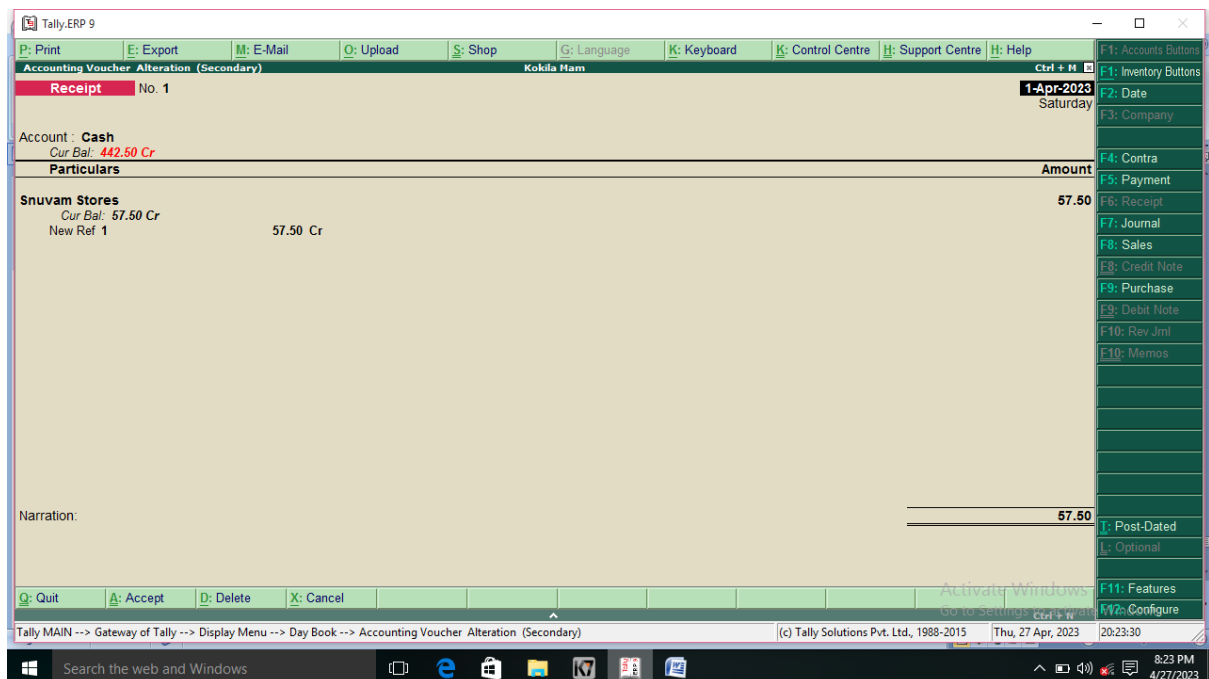 Tally.ERP 9
P: Print E: Export M: E-Mail O: Upload S: Shop G: Language K: Keyboard K: Control Centre H: Support Centre H: Help F1: Accounts Buttons
Accounting Voucher Alteration (Secondary) Kokila Mam Ctrl + M F1: Inventory Buttons
Receipt No. 1 1-Apr-2023 F2: Date
Saturday
F3: Company
Account : Cash
Cur Bal: 442.50 Cr
F4: Contra
Particulars Amount
F5: Payment
Snuvam Stores 57.50 F6: Receipt
Cur Bal: 57.50 Cr
New Ref 1 57.50 Cr F7: Journal
F8: Sales
F8: Credit Note
F9: Purchase
F9: Debit Note
F10: Rev Jrnl
F10: Memos
Narration: 57.50
T: Post-Dated
L: Optional
Activate Windows F11: Features
Q: Quit A: Accept D: Delete X: Cancel
Go to Settings to activate Windows. Ctrl + N F12: Configure
Tally MAIN --> Gateway of Tally --> Display Menu --> Day Book --> Accounting Voucher Alteration (Secondary) (c) Tally Solutions Pvt. Ltd., 1988-2015 Thu, 27 Apr, 2023 20:23:30
Search the web and Windows 8:23 PM
4/27/2023